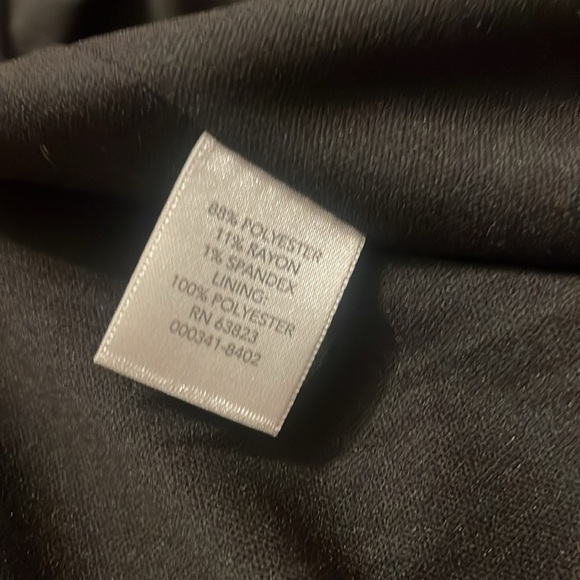 88% POLYESTER
11% RAYON
1% SPANDEX
LINING:
100% POLYESTER
RN 63823
000341-8402